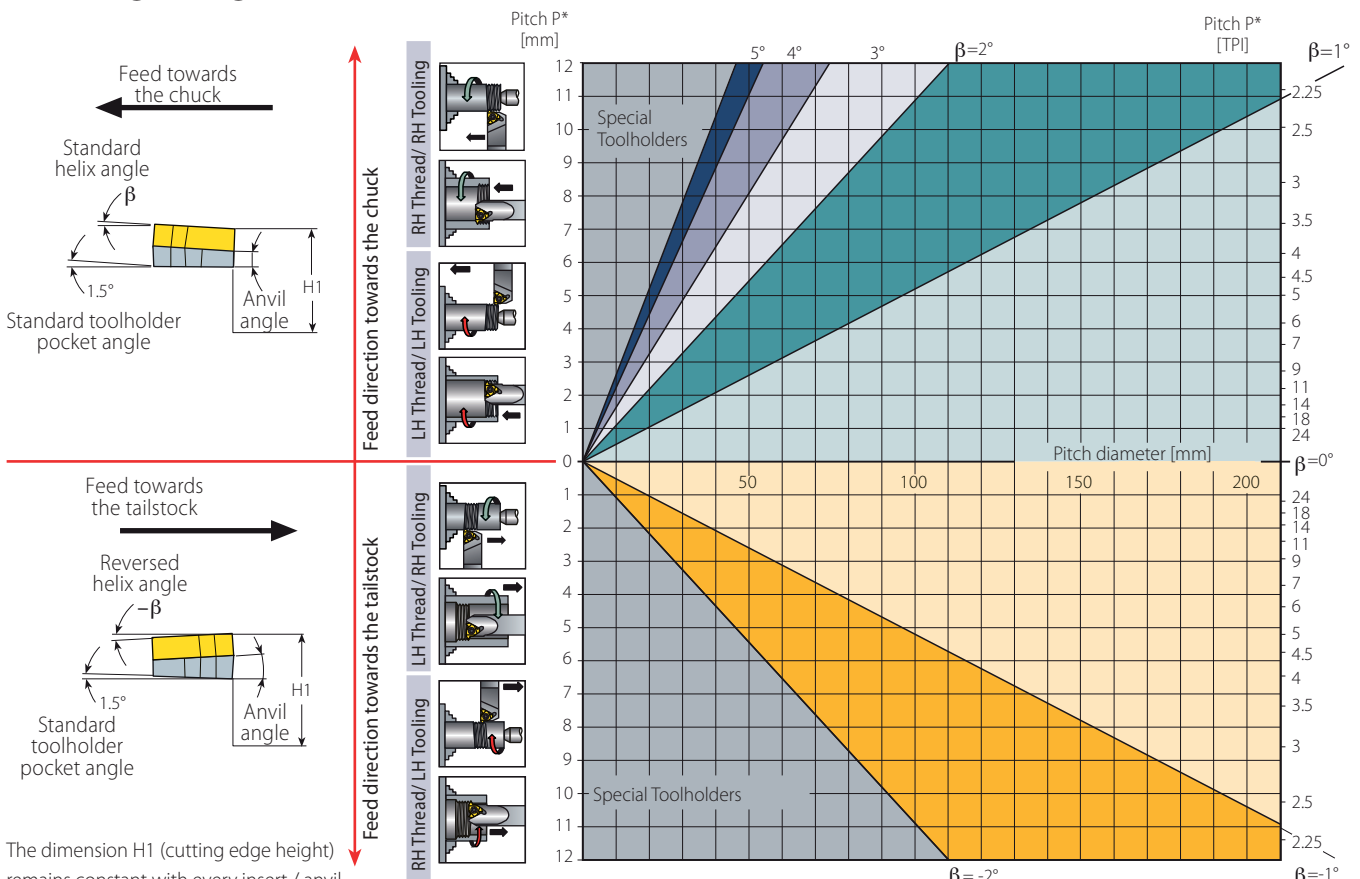 Feed towards
the chuck
Standard
helix angle
β
1.5°
Standard toolholder
pocket angle
Anvil
angle
H1
Feed towards
the tailstock
Reversed
helix angle
-β
1.5°
Standard
toolholder
pocket angle
Anvil
angle
H1
The dimension H1 (cutting edge height)
remains constant with every insert / anvil
Feed direction towards the chuck
Feed direction towards the tailstock
RH Thread/ RH Tooling
LH Thread/ LH Tooling
LH Thread/ RH Tooling
RH Thread/ LH Tooling
Pitch P*
[mm]
12
11
10
9
8
7
6
5
4
3
2
1
0
1
2
3
4
5
6
7
8
9
10
11
12
5°
4°
3°
β=2°
Special
Toolholders
Pitch diameter [mm]
50
100
150
200
Special Toolholders
β= -2°
Pitch P*
[TPI]
β=1°
2.25
2.5
3
3.5
4
4.5
5
6
7
9
11
14
18
24
β=0°
24
18
14
11
9
7
6
5
4.5
4
3.5
3
2.5
2.25
β=-1°